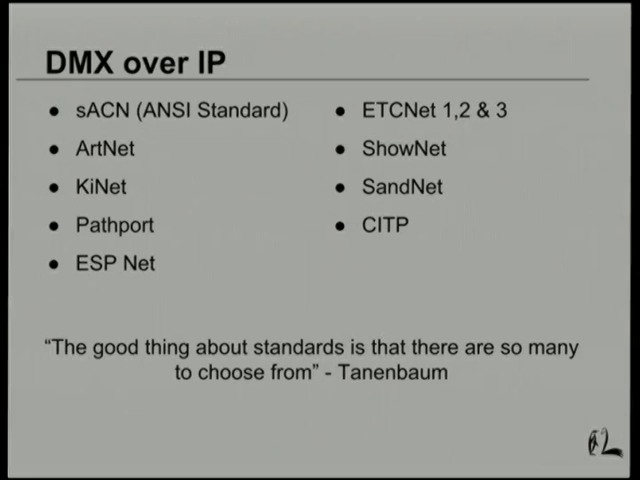 DMX over IP
● sACN (ANSI Standard)
● ArtNet
● KiNet
● Pathport
● ESP Net
● ETCNet 1,2 & 3
● ShowNet
● SandNet
● CITP
“The good thing about standards is that there are so many
to choose from” - Tanenbaum